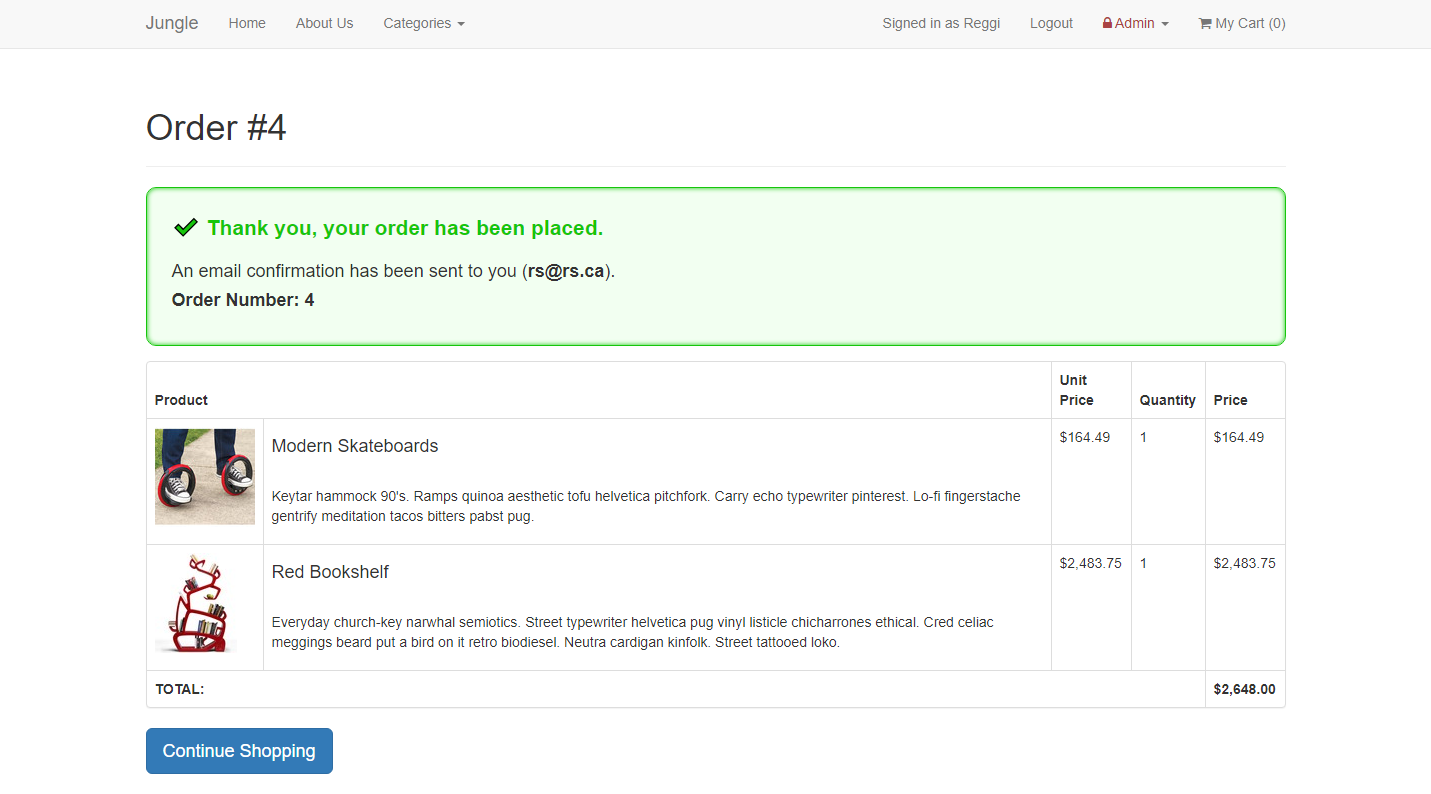 Jungle Home About Us Categories Signed in as Reggi Logout Admin My Cart (0)
Order #4
Thank you, your order has been placed.
An email confirmation has been sent to you (rs@rs.ca).
Order Number: 4
Product Unit Price Quantity Price
Modern Skateboards $164.49 1 $164.49
Keytar hammock 90's. Ramps quinoa aesthetic tofu helvetica pitchfork. Carry echo typewriter pinterest. Lo-fi fingerstache
gentrify meditation tacos bitters pabst pug.
Red Bookshelf $2,483.75 1 $2,483.75
Everyday church-key narwhal semiotics. Street typewriter helvetica pug vinyl listicle chicharrones ethical. Cred celiac
meggings beard put a bird on it retro biodiesel. Neutra cardigan kinfolk. Street tattooed loko.
TOTAL: $2,648.00
Continue Shopping